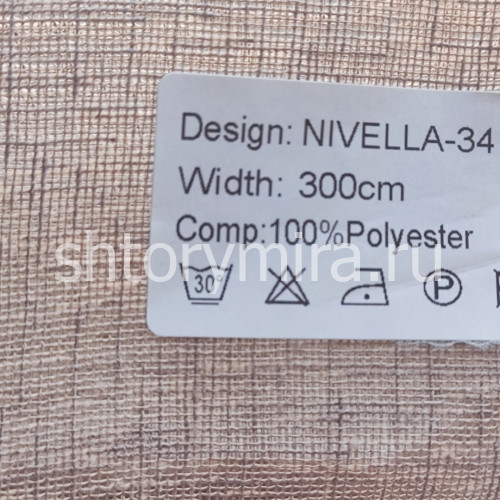 Design: NIVELLA-34
Width: 300cm
Comp:100%Polyester
shtorymira.ru
30°
P